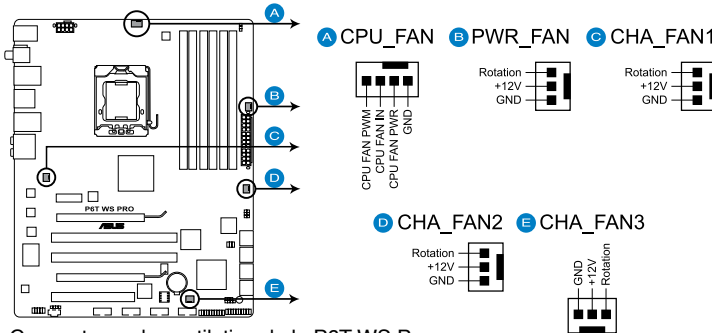 A
A CPU_FAN
B PWR_FAN
C CHA_FAN1
Rotation
+12V
GND
Rotation
+12V
GND
CPU FAN PWM
CPU FAN IN
CPU FAN PWR
GND
B
C
D
P6T WS PRO
ASUS
D CHA_FAN2
E CHA_FAN3
Rotation
+12V
GND
GND
+12V
Rotation
E